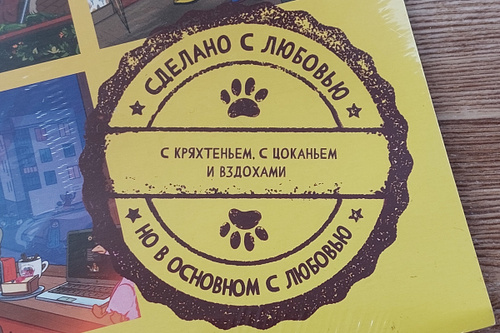 СДЕЛАНО С ЛЮБОВЬЮ
С КРЯХТЕНЬЕМ, С ЦОКАНЬЕМ
И ВЗДОХАМИ
НО В ОСНОВНОМ С ЛЮБОВЬЮ